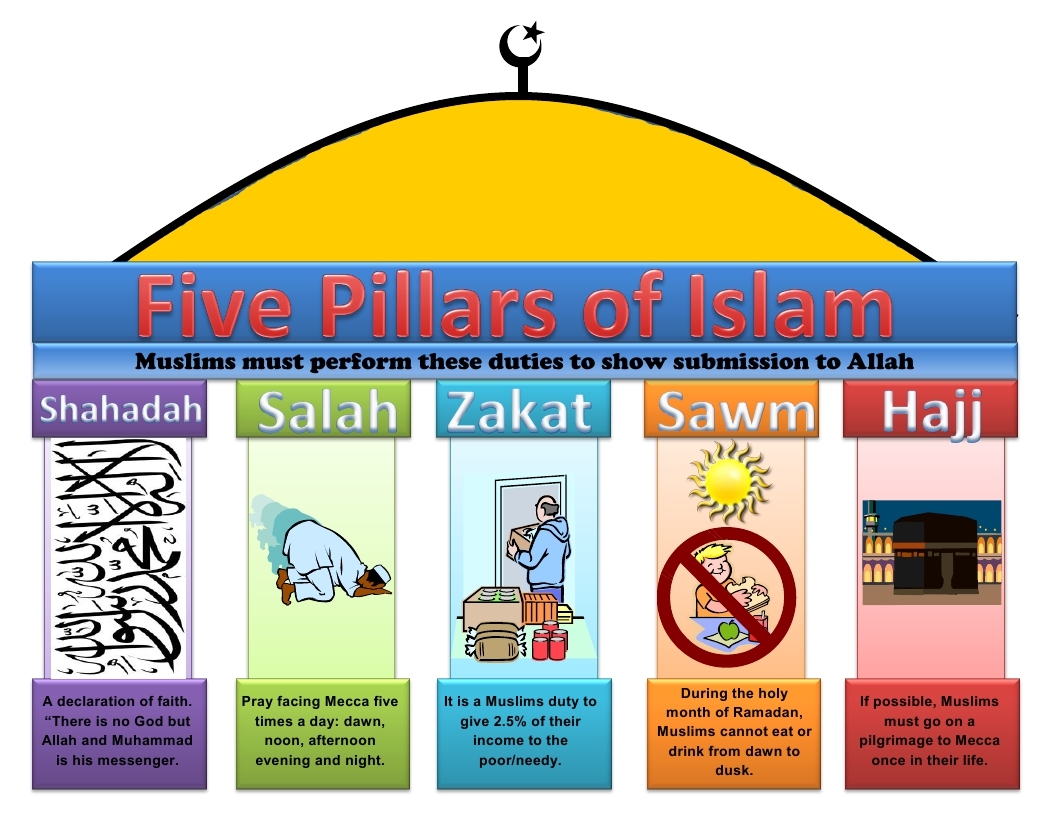 Five Pillars of Islam
Muslims must perform these duties to show submission to Allah
Shahadah
A declaration of faith.
“There is no God but
Allah and Muhammad
is his messenger.
Salah
Pray facing Mecca five
times a day: dawn,
noon, afternoon
evening and night.
Zakat
It is a Muslims duty to
give 2.5% of their
income to the
poor/needy.
Sawm
During the holy
month of Ramadan,
Muslims cannot eat or
drink from dawn to
dusk.
Hajj
If possible, Muslims
must go on a
pilgrimage to Mecca
once in their life.